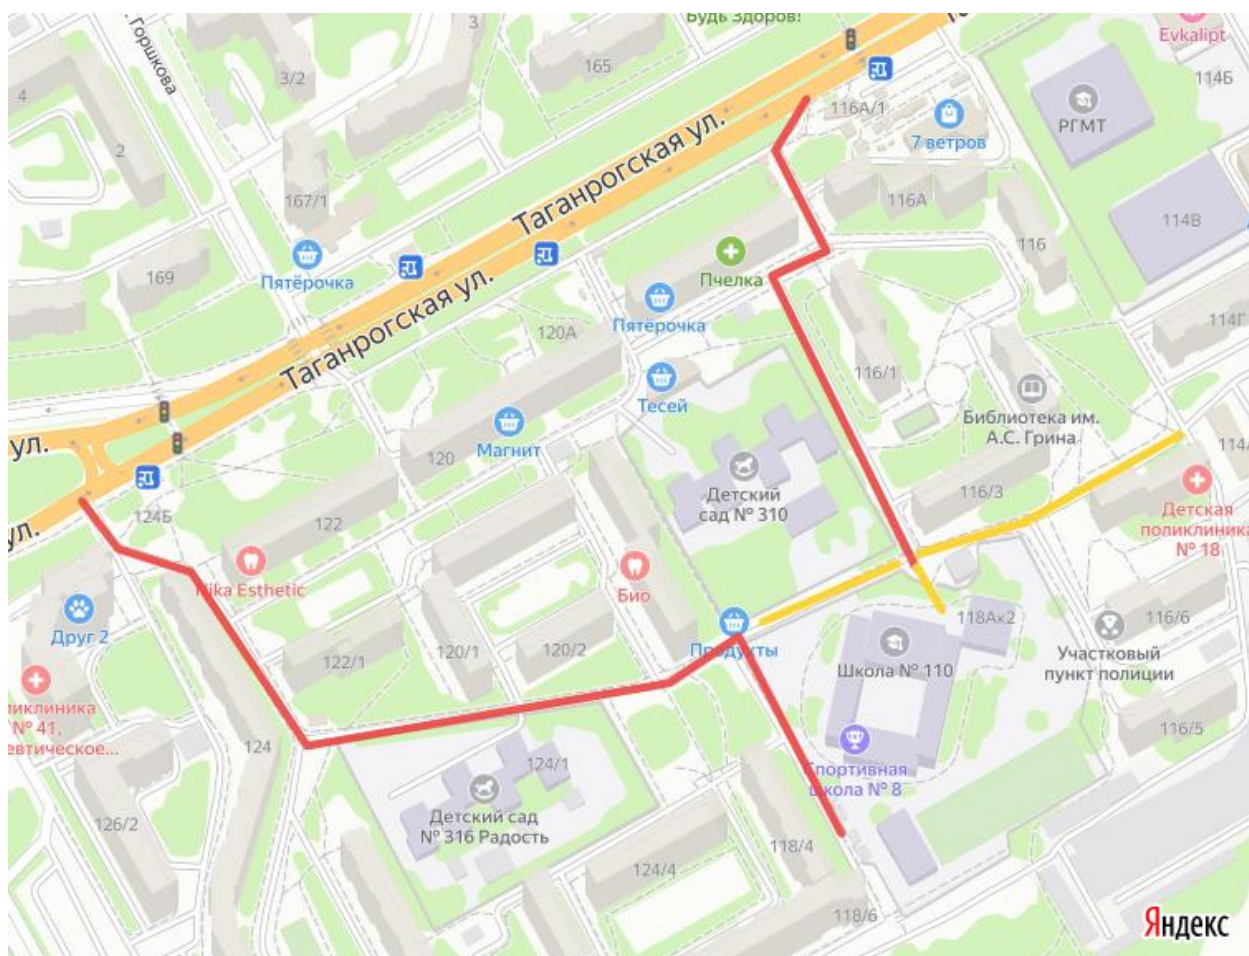 Будь Здоров!
Evkalipt
Горшкова
3
165
114Б
3/2
4
116А/1
РГМТ
2
7 ветров
Таганрогская ул.
167/1
116А
114В
169
Пятёрочка
Пчелка
116
Пятёрочка
Таганрогская ул.
120А
114Г
116/1
Тесей
Библиотека им.
А.С. Грина
ул.
120
Магнит
Детский
сад № 310
116/3
Детская
поликлиника
№ 18
124Б
122
ул.
Nika Esthetic
Био
Друг 2
120/1
120/2
122/1
Продукты
118Ак2
116/6
Школа № 110
Участковый
пункт полиции
№ 41,
116/5
124
124/1
Спортивная
школа № 8
Детский сад
№ 316 Радость
126/2
118/4
124/4
118/6
Яндекс